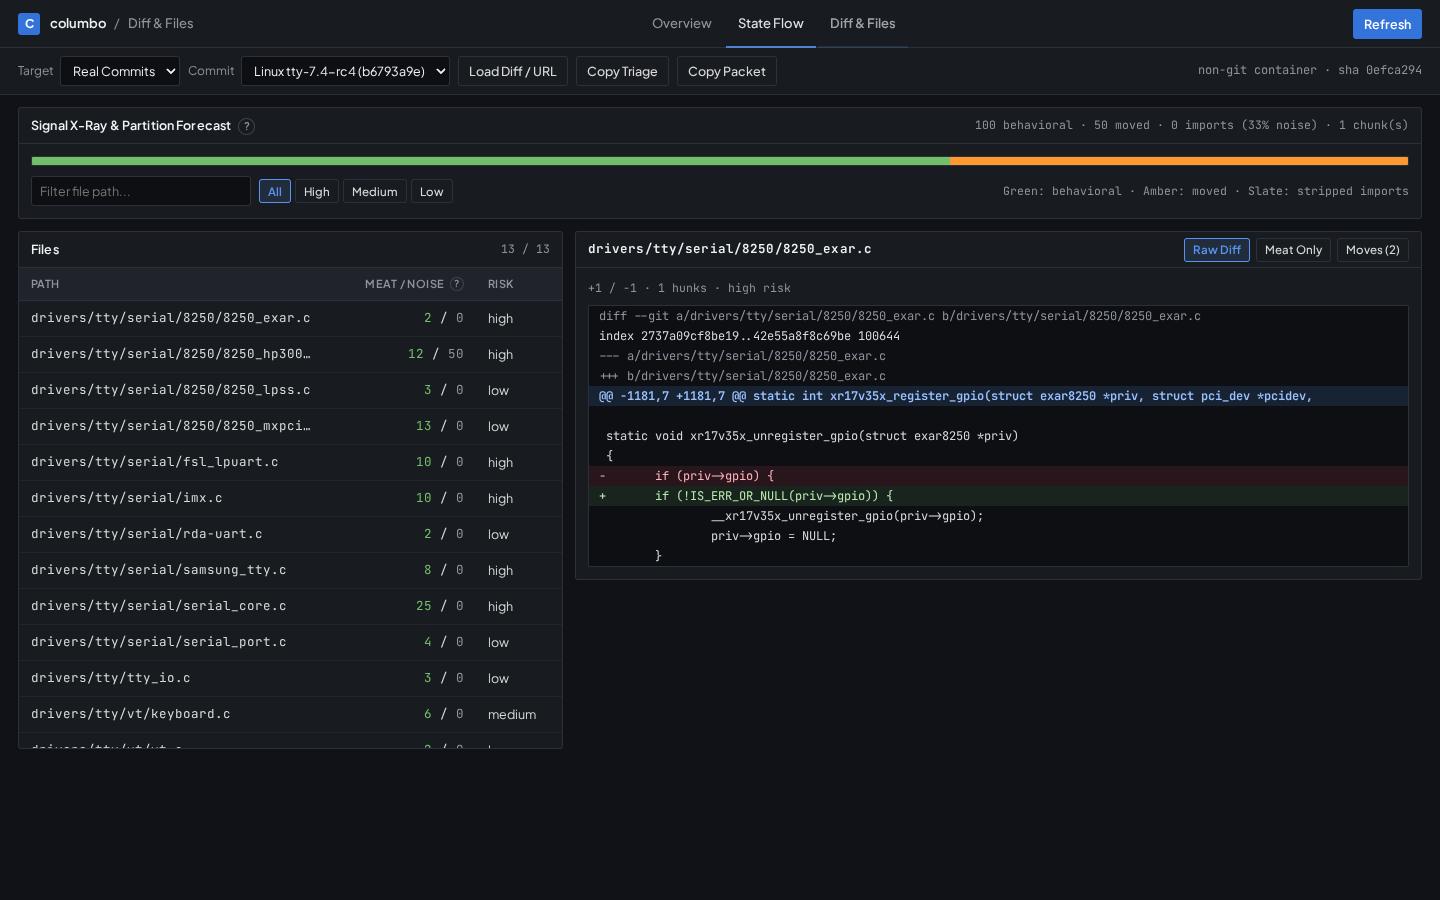 C columbo / Diff & Files Overview State Flow Diff & Files Refresh
Target Real Commits Commit Linux tty-7.4-rc4 (b6793a9e) Load Diff / URL Copy Triage Copy Packet non-git container · sha 0efca294
Signal X-Ray & Partition Forecast ? 100 behavioral · 50 moved · 0 imports (33% noise) · 1 chunk(s)
Filter file path... All High Medium Low Green: behavioral · Amber: moved · Slate: stripped imports
Files 13 / 13
PATH MEAT / NOISE ? RISK
drivers/tty/serial/8250/8250_exar.c 2 / 0 high
drivers/tty/serial/8250/8250_hp300… 12 / 50 high
drivers/tty/serial/8250/8250_lpss.c 3 / 0 low
drivers/tty/serial/8250/8250_mxpci… 13 / 0 low
drivers/tty/serial/fsl_lpuart.c 10 / 0 high
drivers/tty/serial/imx.c 10 / 0 high
drivers/tty/serial/rda-uart.c 2 / 0 low
drivers/tty/serial/samsung_tty.c 8 / 0 high
drivers/tty/serial/serial_core.c 25 / 0 high
drivers/tty/serial/serial_port.c 4 / 0 low
drivers/tty/tty_io.c 3 / 0 low
drivers/tty/vt/keyboard.c 6 / 0 medium
drivers/tty/serial/8250/8250_exar.c Raw Diff Meat Only Moves (2)
+1 / -1 · 1 hunks · high risk
diff --git a/drivers/tty/serial/8250/8250_exar.c b/drivers/tty/serial/8250/8250_exar.c
index 2737a09cf8be19..42e55a8f8c69be 100644
--- a/drivers/tty/serial/8250/8250_exar.c
+++ b/drivers/tty/serial/8250/8250_exar.c
@@ -1181,7 +1181,7 @@ static int xr17v35x_register_gpio(struct exar8250 *priv, struct pci_dev *pcidev,
static void xr17v35x_unregister_gpio(struct exar8250 *priv)
{
- if (priv->gpio) {
+ if (!IS_ERR_OR_NULL(priv->gpio)) {
__xr17v35x_unregister_gpio(priv->gpio);
priv->gpio = NULL;
}